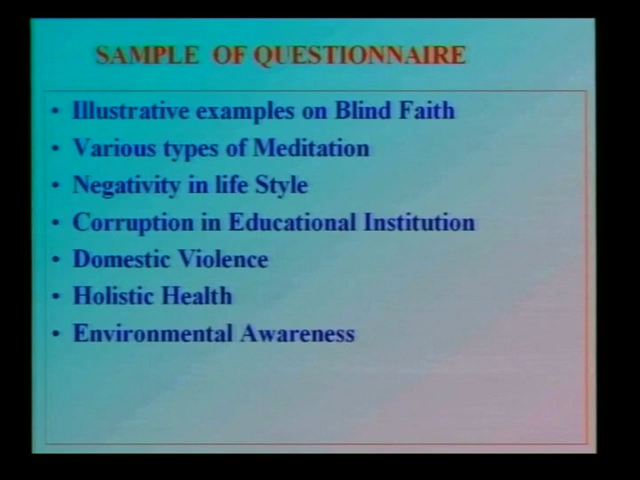 SAMPLE OF QUESTIONNAIRE
• Illustrative examples on Blind Faith
• Various types of Meditation
• Negativity in life Style
• Corruption in Educational Institution
• Domestic Violence
• Holistic Health
• Environmental Awareness